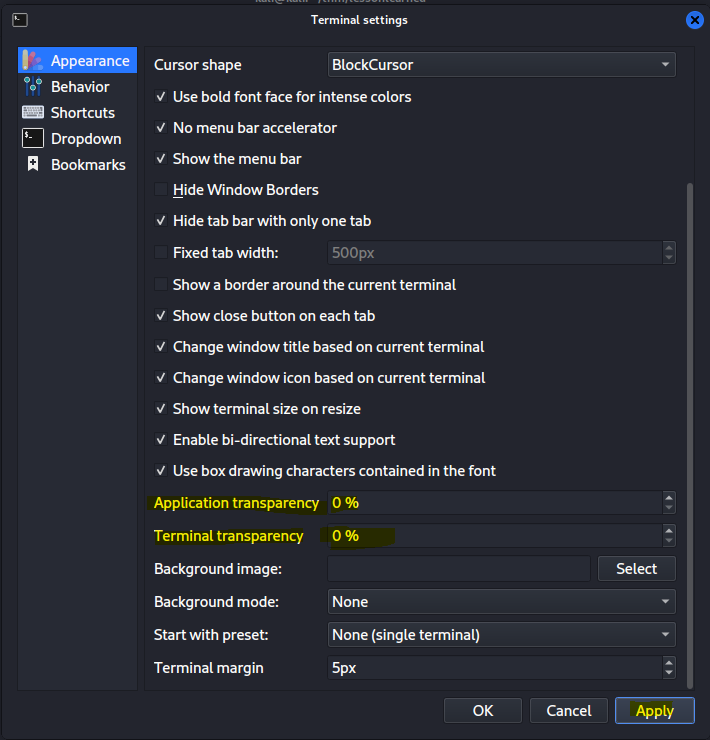 Terminal settings
Appearance
Behavior
Shortcuts
Dropdown
Bookmarks
Cursor shape BlockCursor
Use bold font face for intense colors
No menu bar accelerator
Show the menu bar
Hide Window Borders
Hide tab bar with only one tab
Fixed tab width: 500px
Show a border around the current terminal
Show close button on each tab
Change window title based on current terminal
Change window icon based on current terminal
Show terminal size on resize
Enable bi-directional text support
Use box drawing characters contained in the font
Application transparency 0 %
Terminal transparency 0 %
Background image: Select
Background mode: None
Start with preset: None (single terminal)
Terminal margin 5px
OK Cancel Apply